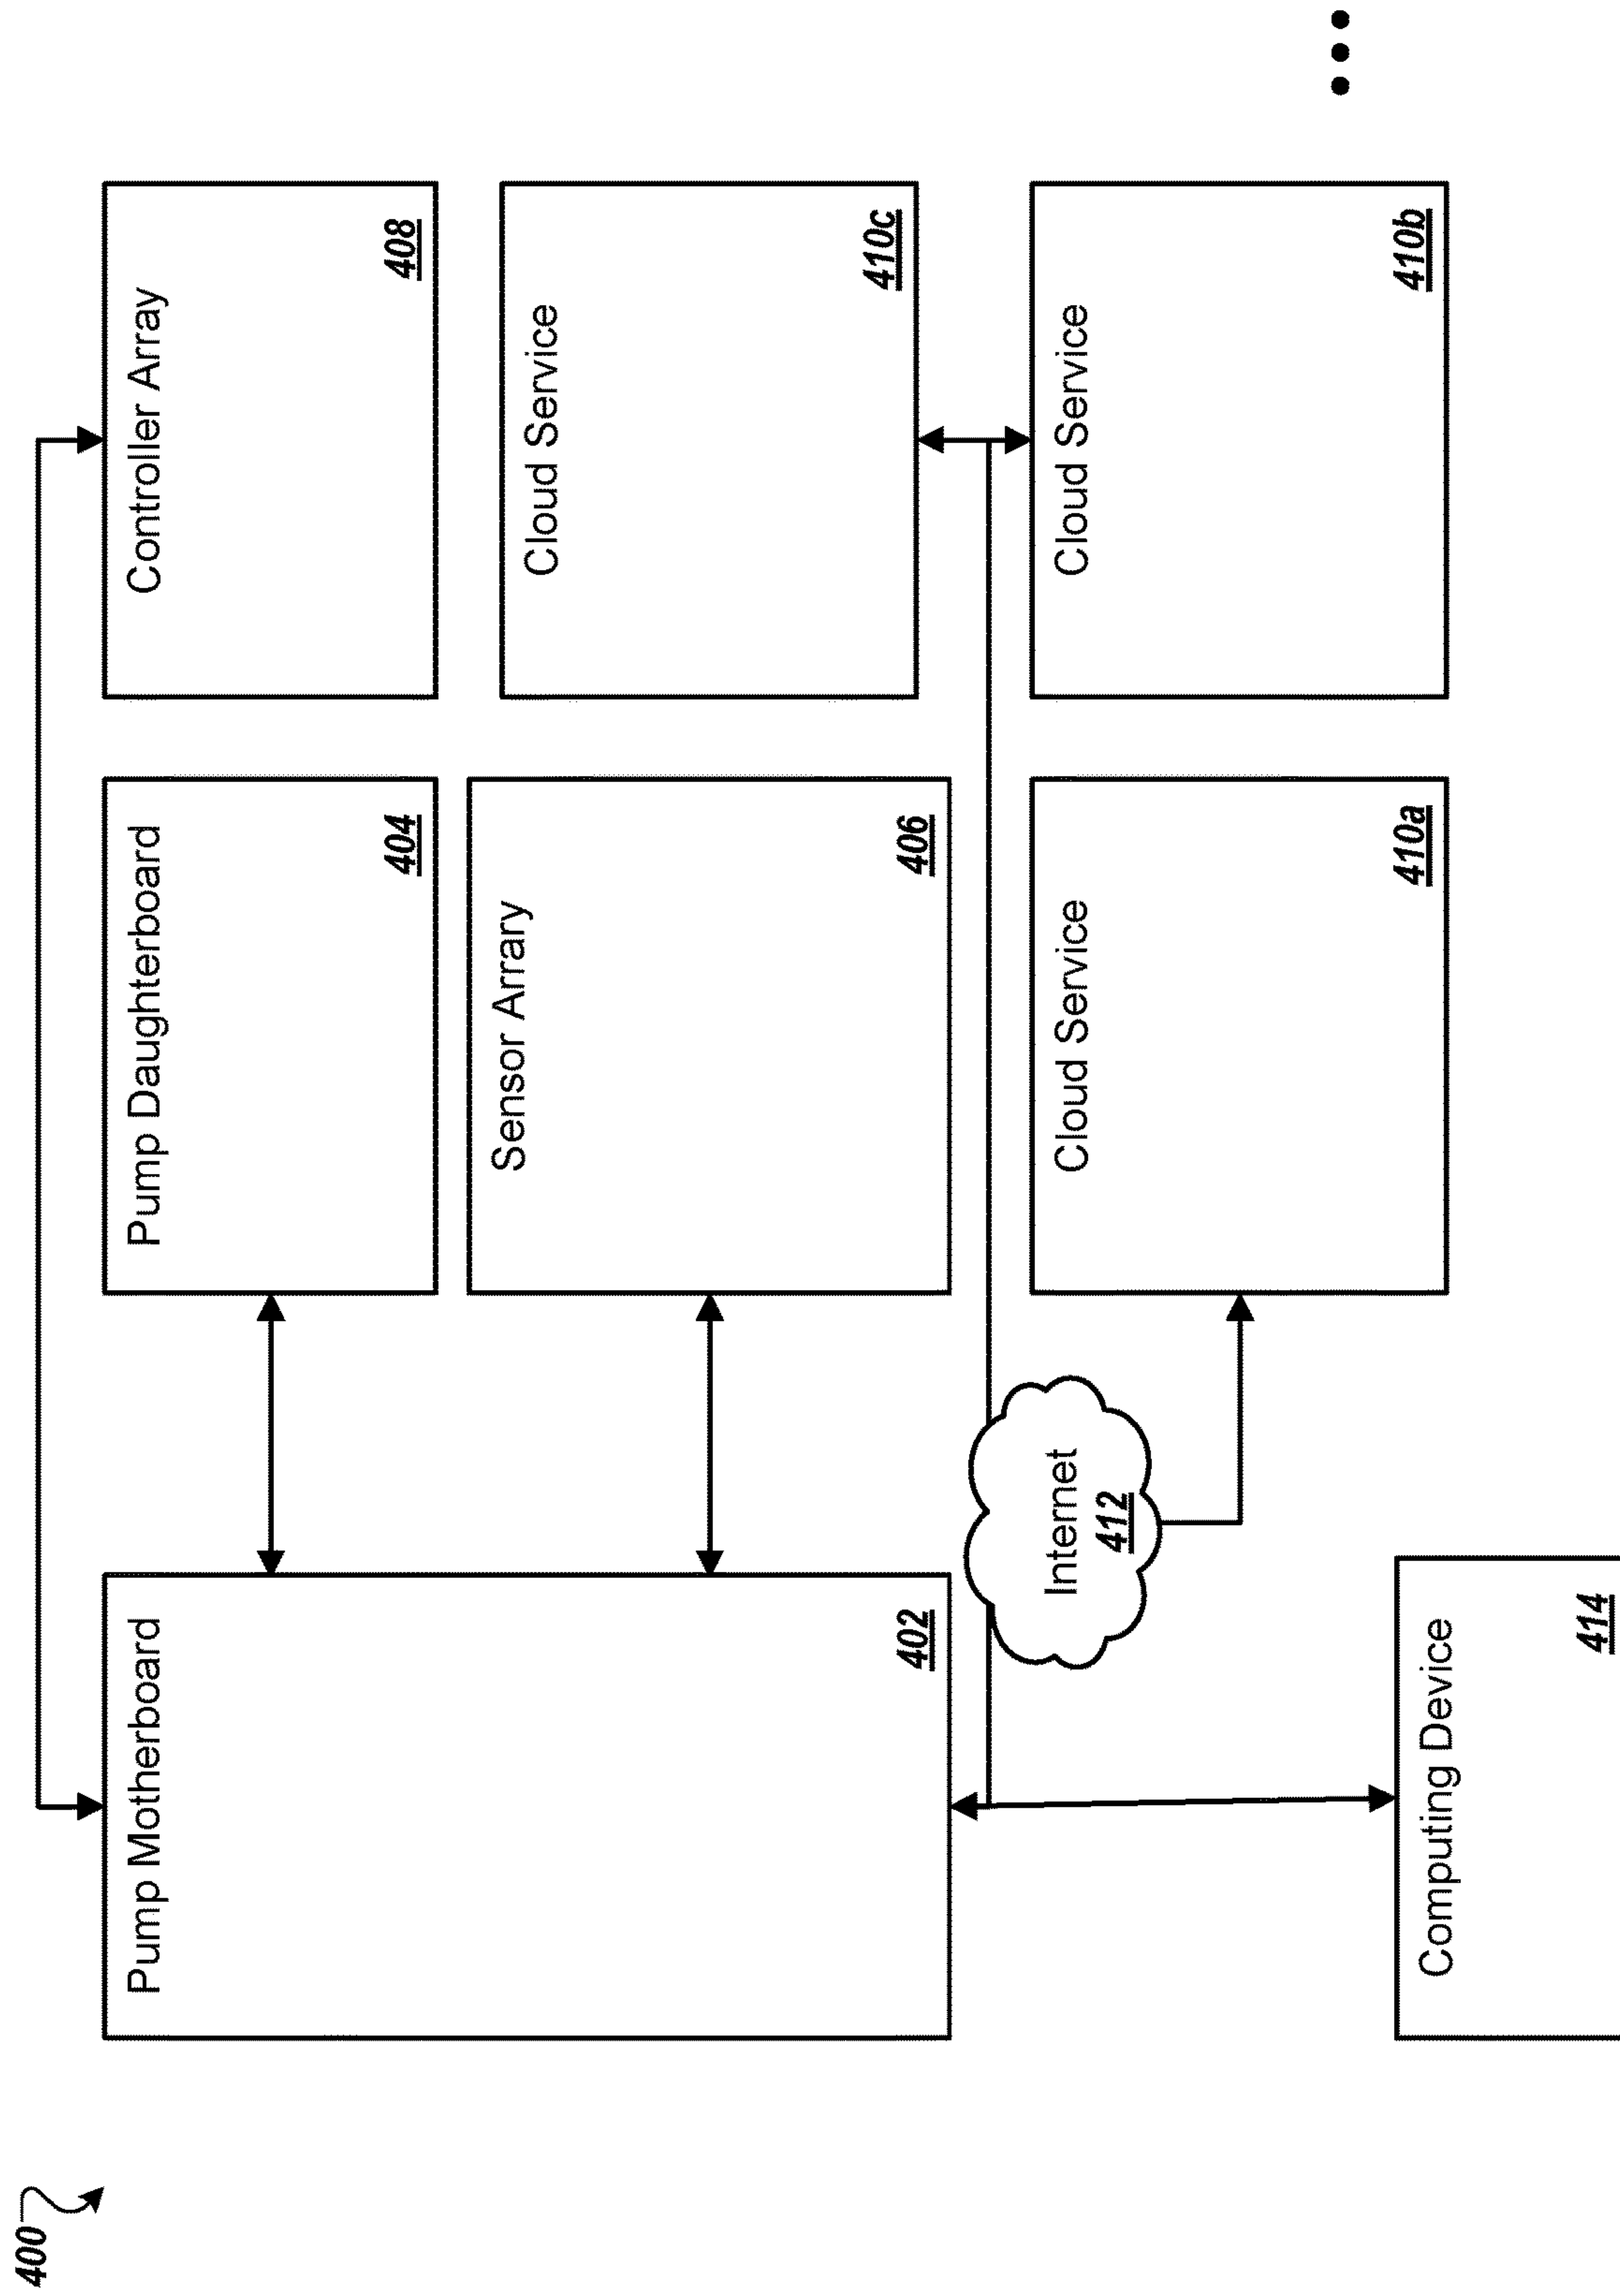 400
Pump Motherboard
402
Pump Daughterboard
404
Controller Array
408
Sensor Arrary
406
Cloud Service
410c
Internet
412
Cloud Service
410a
Cloud Service
410b
Computing Device
414